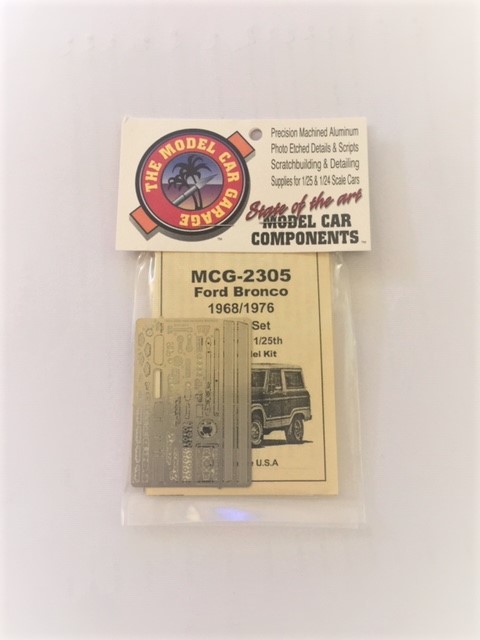 THE MODEL CAR GARAGE
™
Precision Machined Aluminum
Photo Etched Details & Scripts
Scratchbuilding & Detailing
Supplies for 1/25 & 1/24 Scale Cars
State of the art
MODEL CAR
COMPONENTS™
MCG-2305
Ford Bronco
1968/1976
Set
1/25th
el Kit
U.S.A